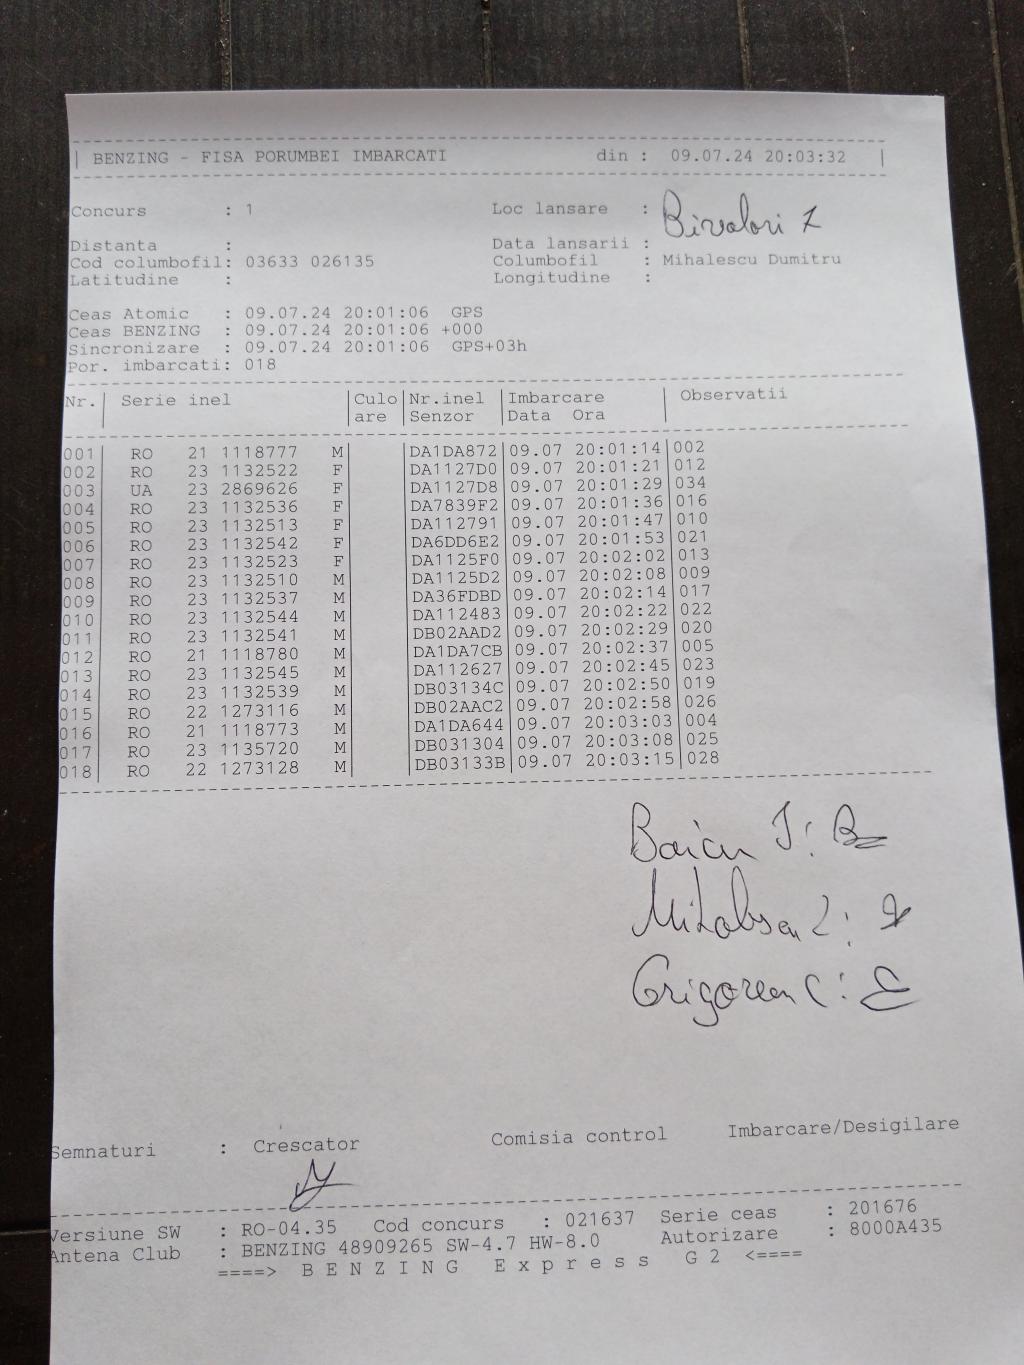 | BENZING - FISA PORUMBEI IMBARCATI din : 09.07.24 20:03:32 |
Concurs : 1 Loc lansare :
Distanta : Data lansarii :
Cod columbofil: 03633 026135 Columbofil : Mihalescu Dumitru
Latitudine : Longitudine :
Ceas Atomic : 09.07.24 20:01:06 GPS
Ceas BENZING : 09.07.24 20:01:06 +000
Sincronizare : 09.07.24 20:01:06 GPS+03h
Por. imbarcati: 018
Nr.| Serie inel |Culo|Nr.inel |Imbarcare | Observatii
| |are |Senzor |Data Ora |
001| RO 21 1118777 M| |DA1DA872|09.07 20:01:14|002
002| RO 23 1132522 F| |DA1127D0|09.07 20:01:21|012
003| UA 23 2869626 F| |DA1127D8|09.07 20:01:29|034
004| RO 23 1132536 F| |DA7839F2|09.07 20:01:36|016
005| RO 23 1132513 F| |DA112791|09.07 20:01:47|010
006| RO 23 1132542 F| |DA6DD6E2|09.07 20:01:53|021
007| RO 23 1132523 F| |DA1125F0|09.07 20:02:02|013
008| RO 23 1132510 M| |DA1125D2|09.07 20:02:08|009
009| RO 23 1132537 M| |DA36FDBD|09.07 20:02:14|017
010| RO 23 1132544 M| |DA112483|09.07 20:02:22|022
011| RO 23 1132541 M| |DB02AAD2|09.07 20:02:29|020
012| RO 21 1118780 M| |DA1DA7CB|09.07 20:02:37|005
013| RO 23 1132545 M| |DA112627|09.07 20:02:45|023
014| RO 23 1132539 M| |DB03134C|09.07 20:02:50|019
015| RO 22 1273116 M| |DB02AAC2|09.07 20:02:58|026
016| RO 21 1118773 M| |DA1DA644|09.07 20:03:03|004
017| RO 23 1135720 M| |DB031304|09.07 20:03:08|025
018| RO 22 1273128 M| |DB03133B|09.07 20:03:15|028
Semnaturi : Crescator Comisia control Imbarcare/Desigilare
Versiune SW : RO-04.35 Cod concurs : 021637 Serie ceas : 201676
Antena Club : BENZING 48909265 SW-4.7 HW-8.0 Autorizare : 8000A435
====> B E N Z I N G E x p r e s s G 2 <====